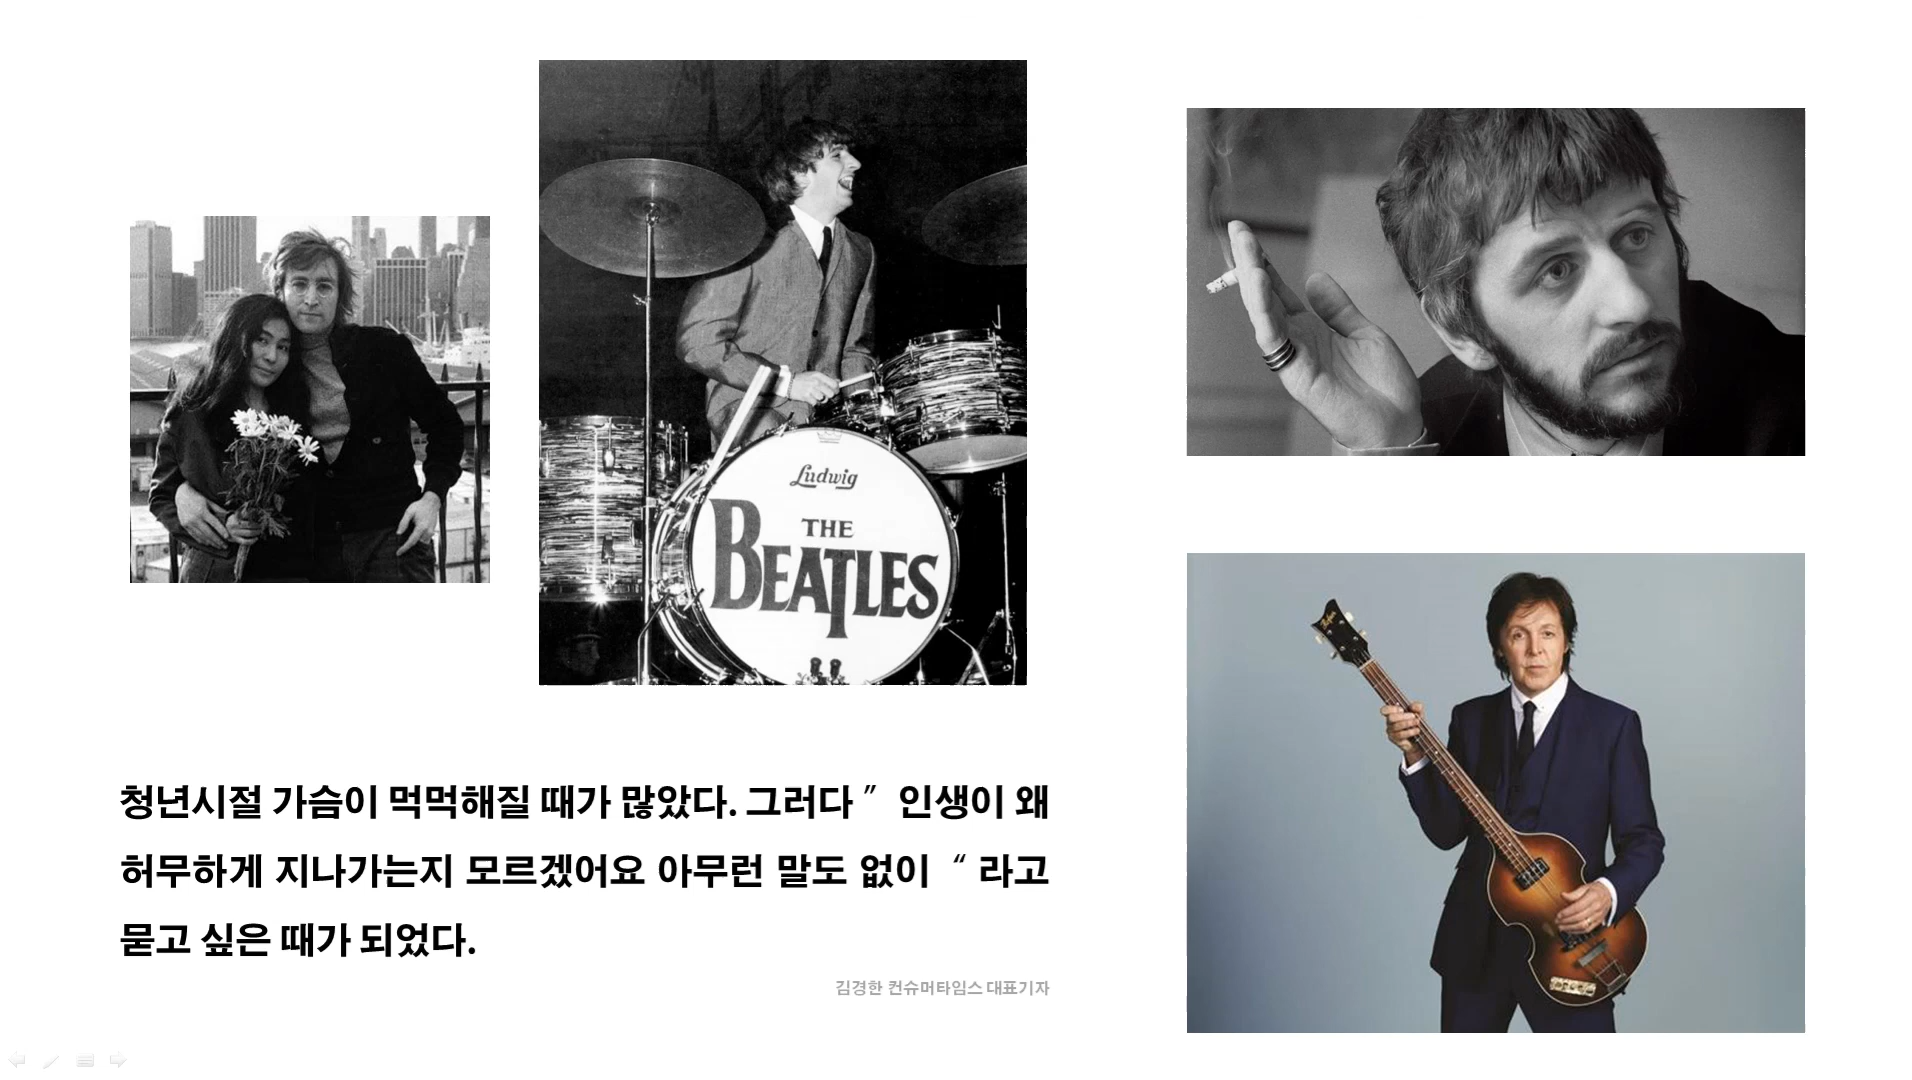 Ludwig
THE
BEATLES
Höfner
청년시절 가슴이 먹먹해질 때가 많았다. 그러다 ” 인생이 왜
허무하게 지나가는지 모르겠어요 아무런 말도 없이 “ 라고
묻고 싶은 때가 되었다.
김경한 컨슈머타임스 대표기자